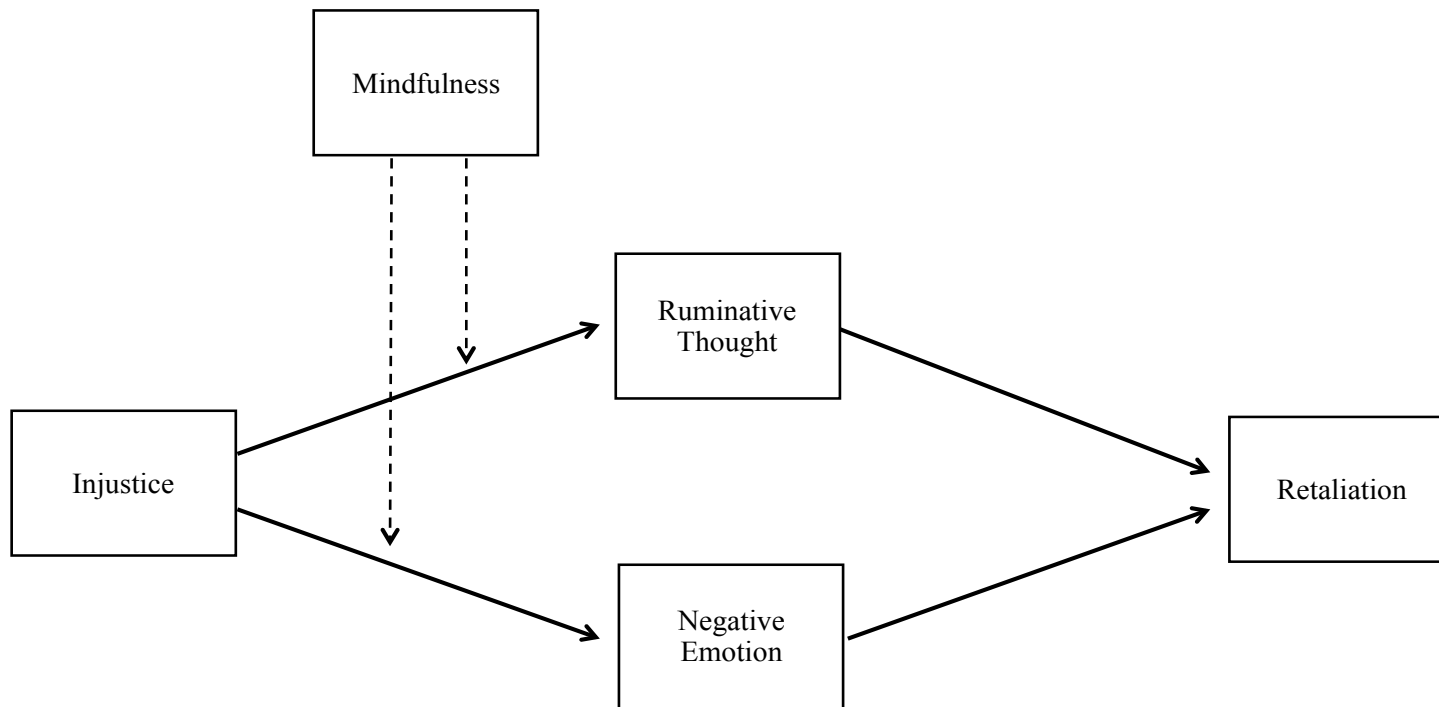 Mindfulness
Ruminative
Thought
Injustice
Retaliation
Negative
Emotion